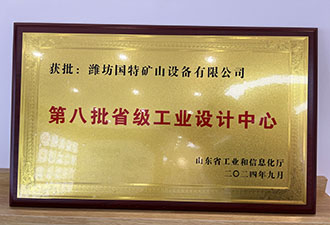 获批：潍坊国特矿山设备有限公司
第八批省级工业设计中心
山东省工业和信息化厅
二〇二四年九月